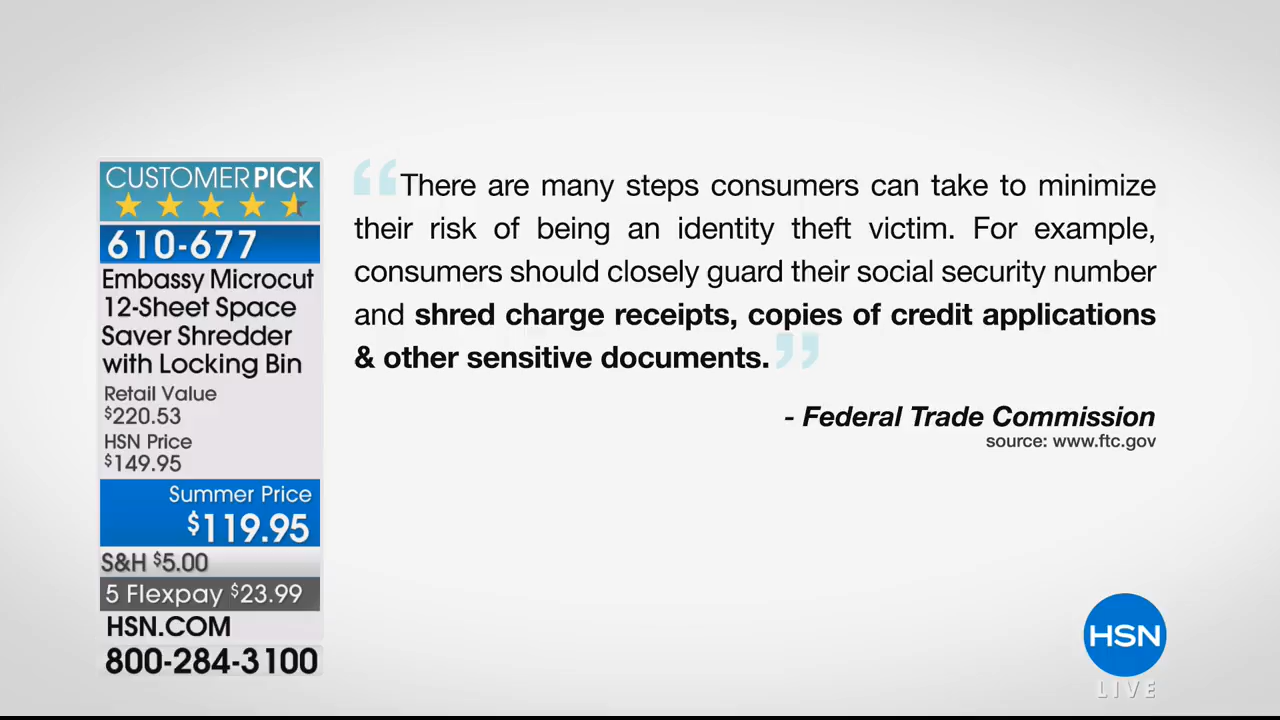 CUSTOMERPICK
610-677
Embassy Microcut
12-Sheet Space
Saver Shredder
with Locking Bin
Retail Value
$220.53
HSN Price
$149.95
Summer Price
$119.95
S&H $5.00
5 Flexpay $23.99
HSN.COM
800-284-3100
“There are many steps consumers can take to minimize
their risk of being an identity theft victim. For example,
consumers should closely guard their social security number
and shred charge receipts, copies of credit applications
& other sensitive documents.”
- Federal Trade Commission
source: www.ftc.gov
HSN
LIVE